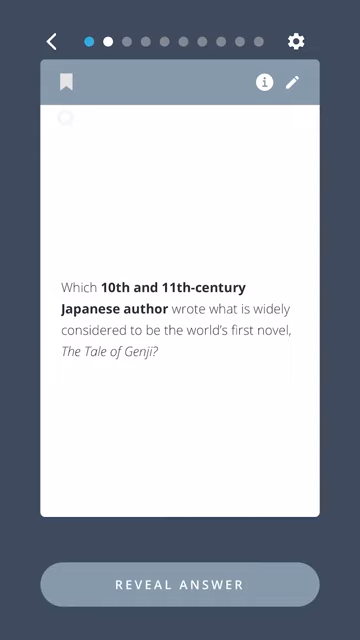 Which 10th and 11th-century
Japanese author wrote what is widely
considered to be the world's first novel,
The Tale of Genji?
REVEAL ANSWER